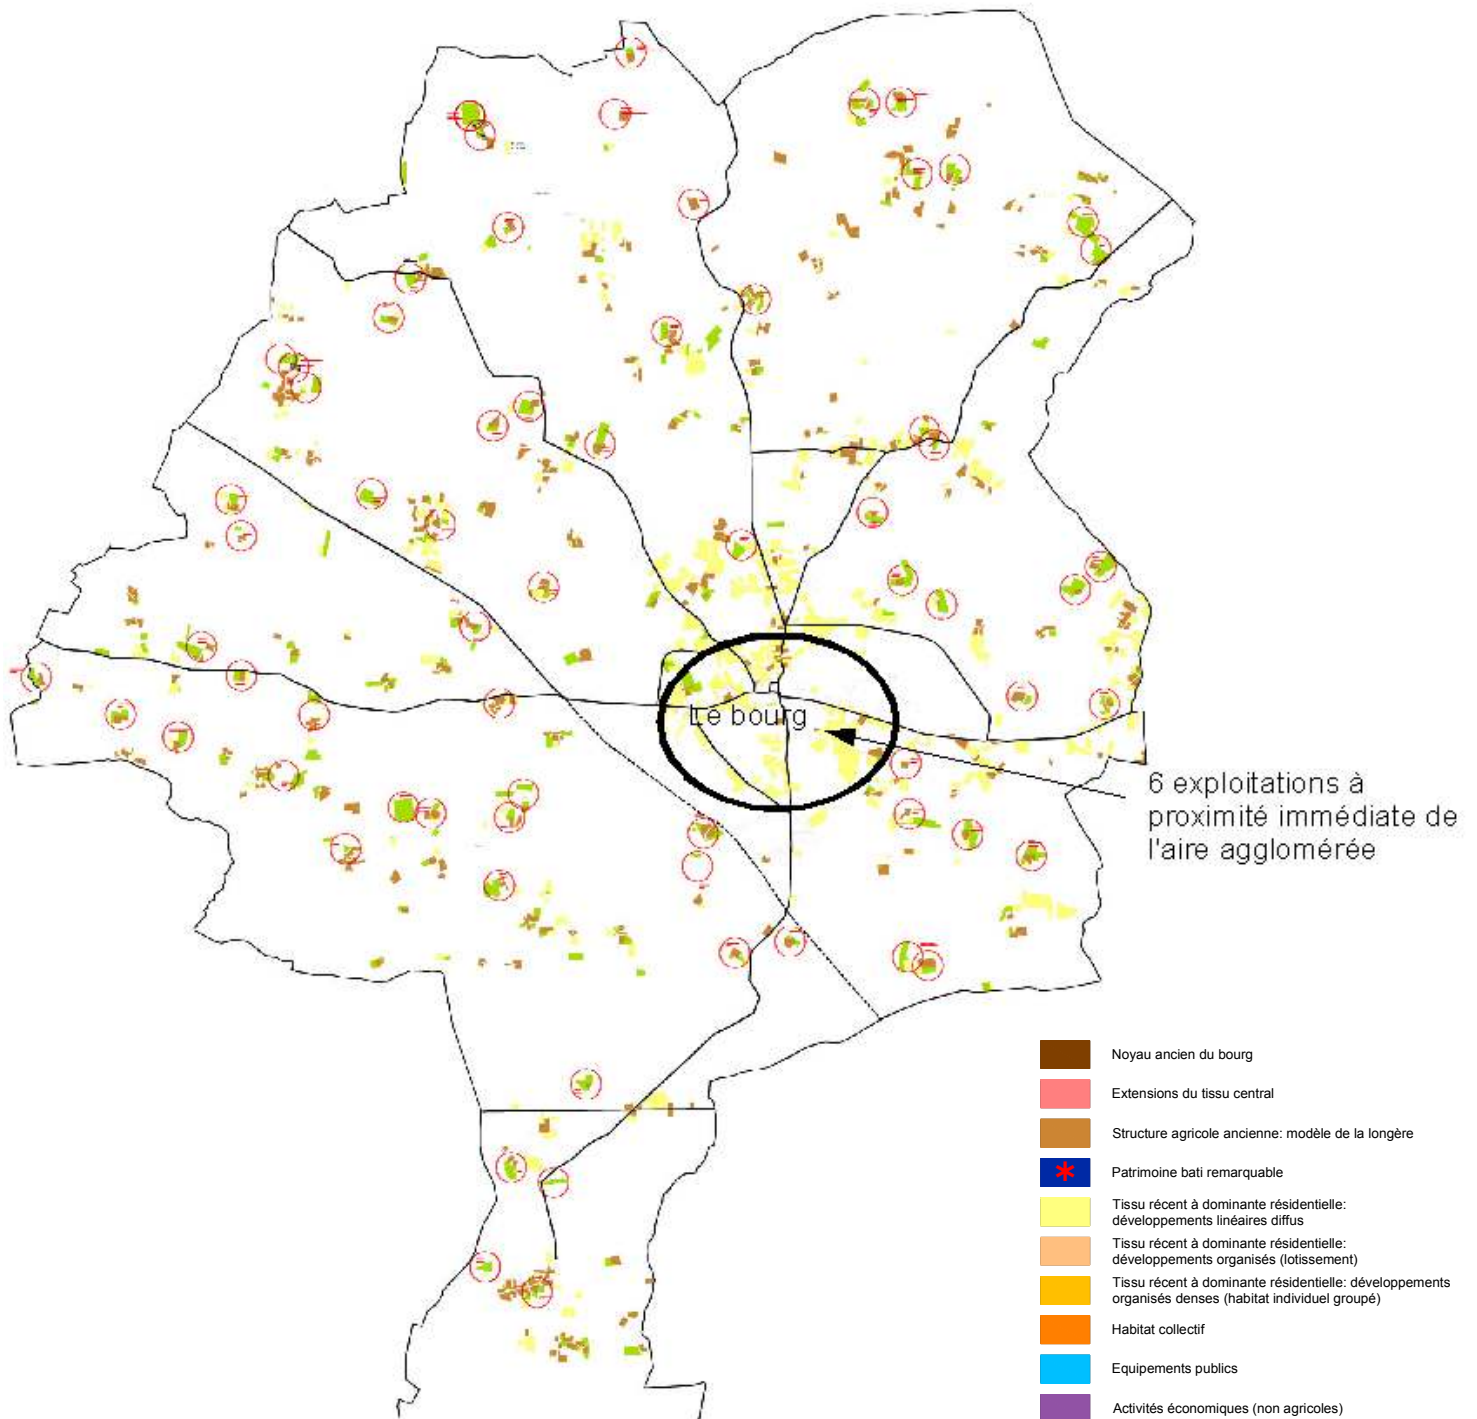 Le bourg
6 exploitations à
proximité immédiate de
l'aire agglomérée
Noyau ancien du bourg
Extensions du tissu central
Structure agricole ancienne: modèle de la longère
Patrimoine bati remarquable
Tissu récent à dominante résidentielle:
développements linéaires diffus
Tissu récent à dominante résidentielle:
développements organisés (lotissement)
Tissu récent à dominante résidentielle: développements
organisés denses (habitat individuel groupé)
Habitat collectif
Equipements publics
Activités économiques (non agricoles)